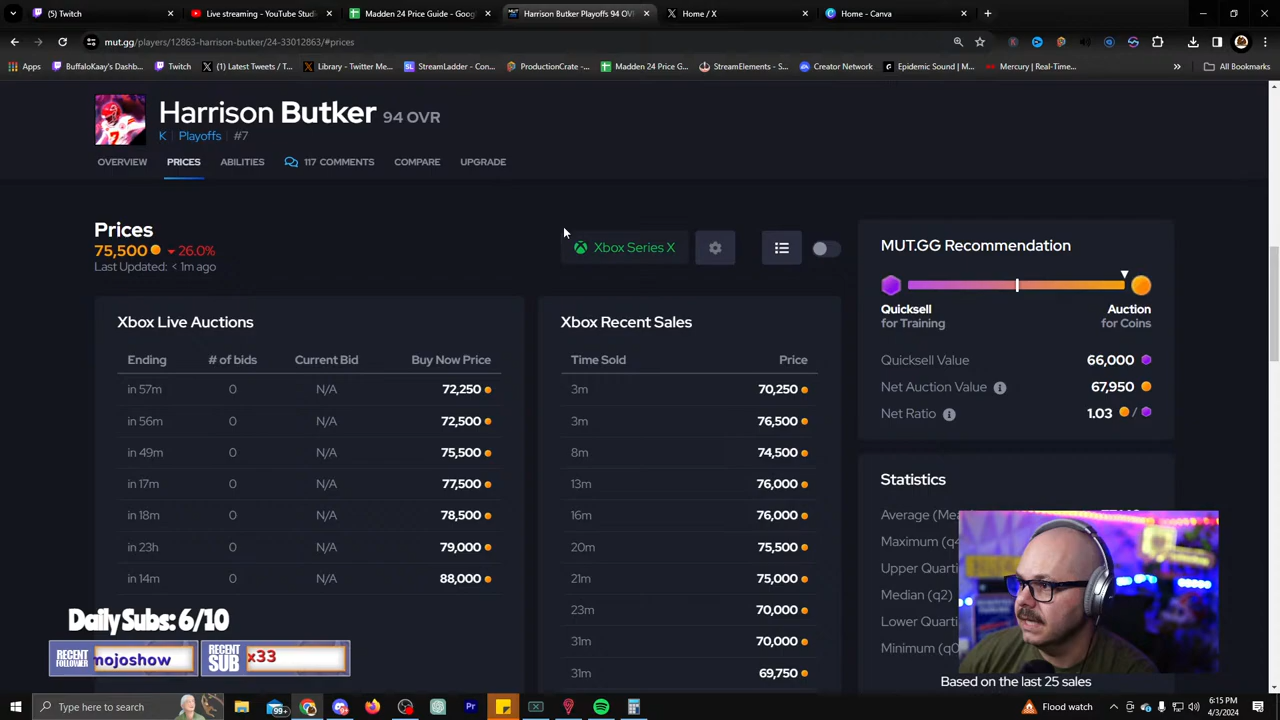 (5) Twitch
Live streaming - YouTube Stu
Madden 24 Price Guide - Goog
Harrison Butker Playoffs 94 OVR
Home / X
Home - Canva
mut.gg/players/12863-harrison-butker/24-33012863/#prices
Apps
BuffaloKaay's Dashb...
Twitch
(1) Latest Tweets / T...
Library - Twitter Me...
StreamLadder - Con...
ProductionCrate -...
Madden 24 Price G...
StreamElements - S...
Creator Network
Epidemic Sound | M...
Mercury | Real-Time...
»
All Bookmarks
Harrison Butker 94 OVR
K | Playoffs | #7
OVERVIEW PRICES ABILITIES 117 COMMENTS COMPARE UPGRADE
Prices
75,500 26.0%
Last Updated: < 1m ago
Xbox Series X
MUT.GG Recommendation
Quicksell
for Training
Auction
for Coins
Quicksell Value 66,000
Net Auction Value 67,950
Net Ratio 1.03 /
Xbox Live Auctions
Ending # of bids Current Bid Buy Now Price
in 57m 0 N/A 72,250
in 56m 0 N/A 72,500
in 49m 0 N/A 75,500
in 17m 0 N/A 77,500
in 18m 0 N/A 78,500
in 23h 0 N/A 79,000
in 14m 0 N/A 88,000
Xbox Recent Sales
Time Sold Price
3m 70,250
3m 76,500
8m 74,500
13m 76,000
16m 76,000
20m 75,500
21m 75,000
23m 70,000
31m 70,000
31m 69,750
Statistics
Average (Me
Maximum (q4
Upper Quarti
Median (q2)
Lower Quarti
Minimum (q0
Based on the last 25 sales
Daily Subs: 6/10
RECENT FOLLOWER
mojoshow
RECENT SUB
x33
Type here to search
99+
Flood watch
6:15 PM
4/3/2024